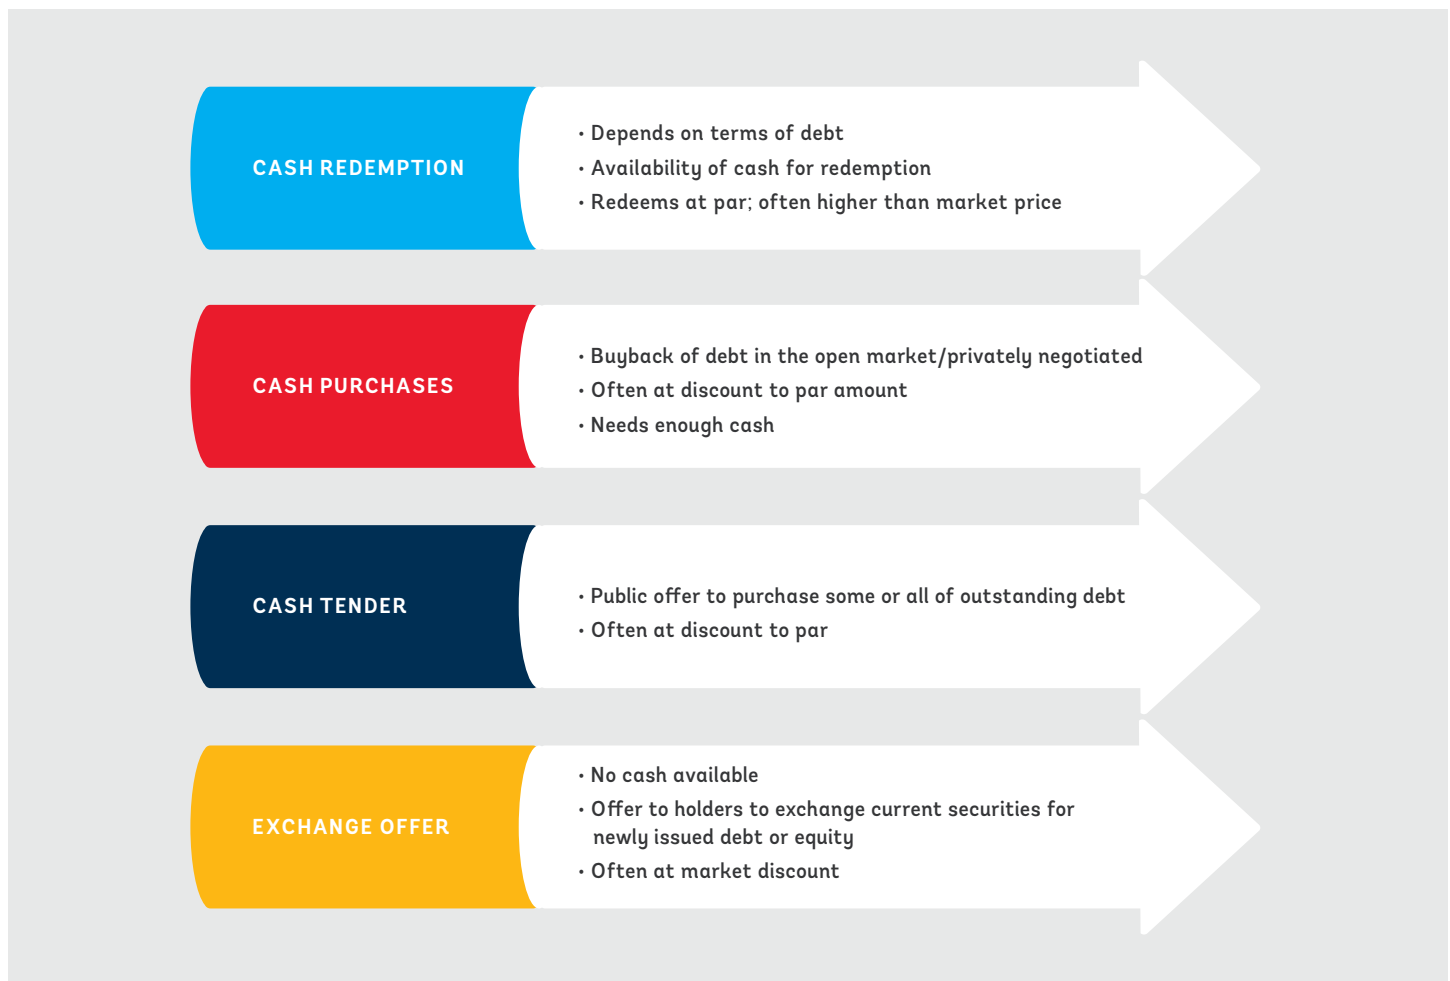 CASH REDEMPTION
• Depends on terms of debt
• Availability of cash for redemption
• Redeems at par; often higher than market price
CASH PURCHASES
• Buyback of debt in the open market/privately negotiated
• Often at discount to par amount
• Needs enough cash
CASH TENDER
• Public offer to purchase some or all of outstanding debt
• Often at discount to par
EXCHANGE OFFER
• No cash available
• Offer to holders to exchange current securities for
newly issued debt or equity
• Often at market discount